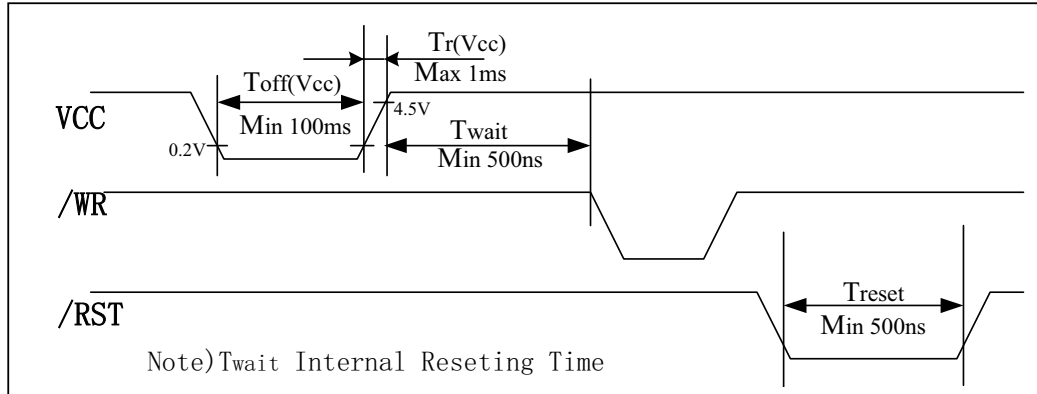 Tr(Vcc)
Max 1ms
Toff(Vcc)
Min 100ms
VCC
4.5V
0.2V
Twait
Min 500ns
/WR
/RST
Treset
Min 500ns
Note)Twait Internal Reseting Time